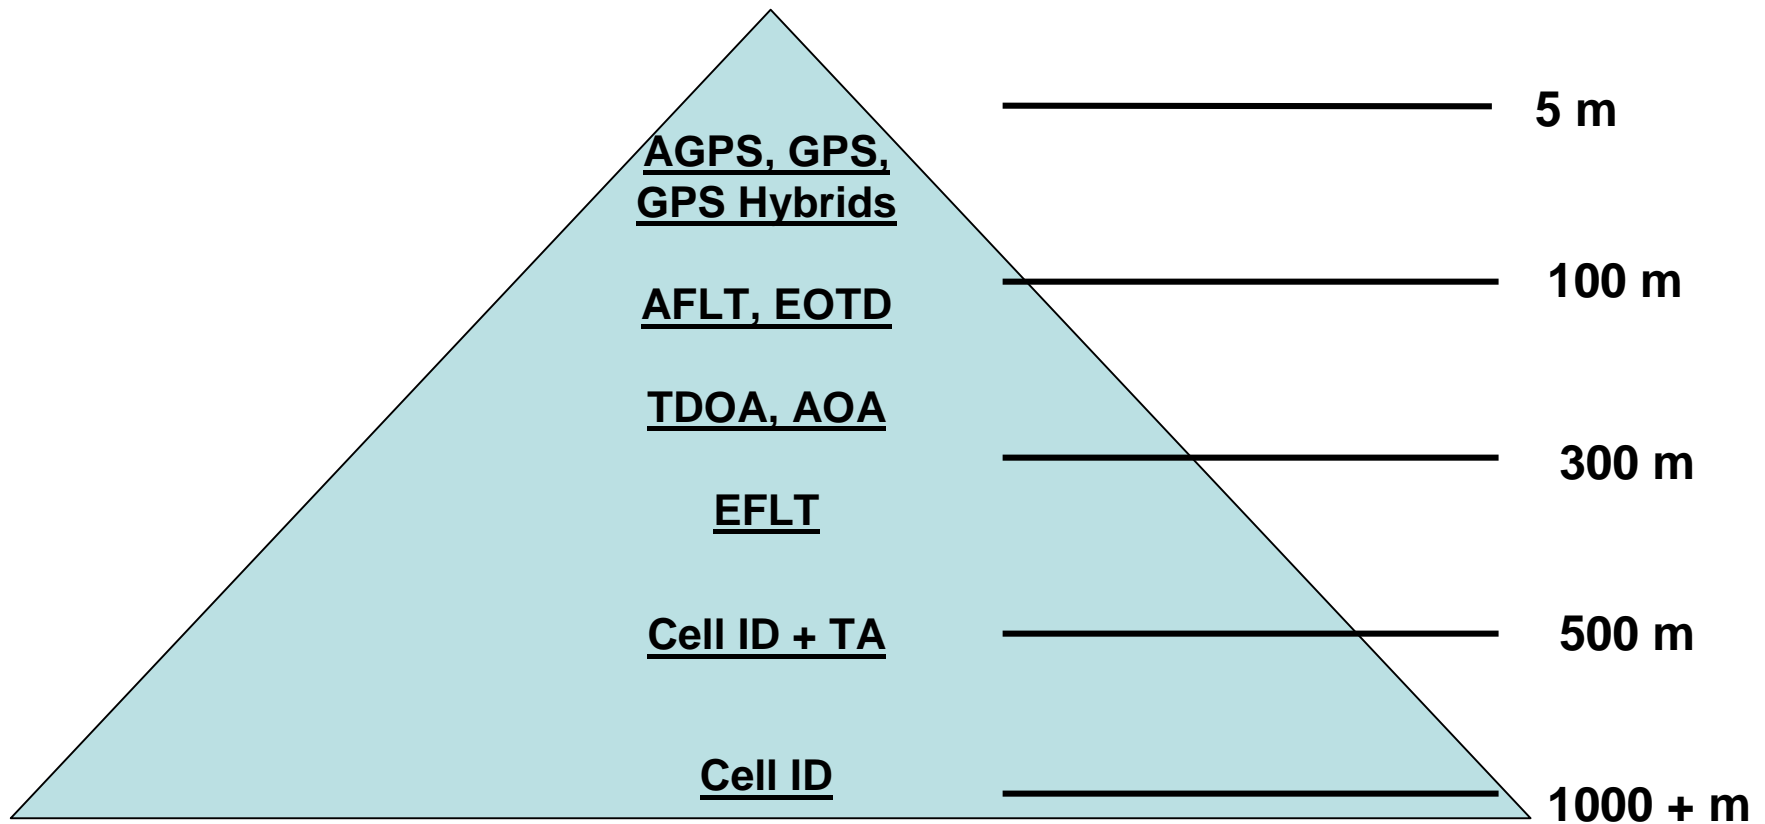 5 m
AGPS, GPS,
GPS Hybrids
100 m
AFLT, EOTD
TDOA, AOA
300 m
EFLT
Cell ID + TA
500 m
Cell ID
1000 + m